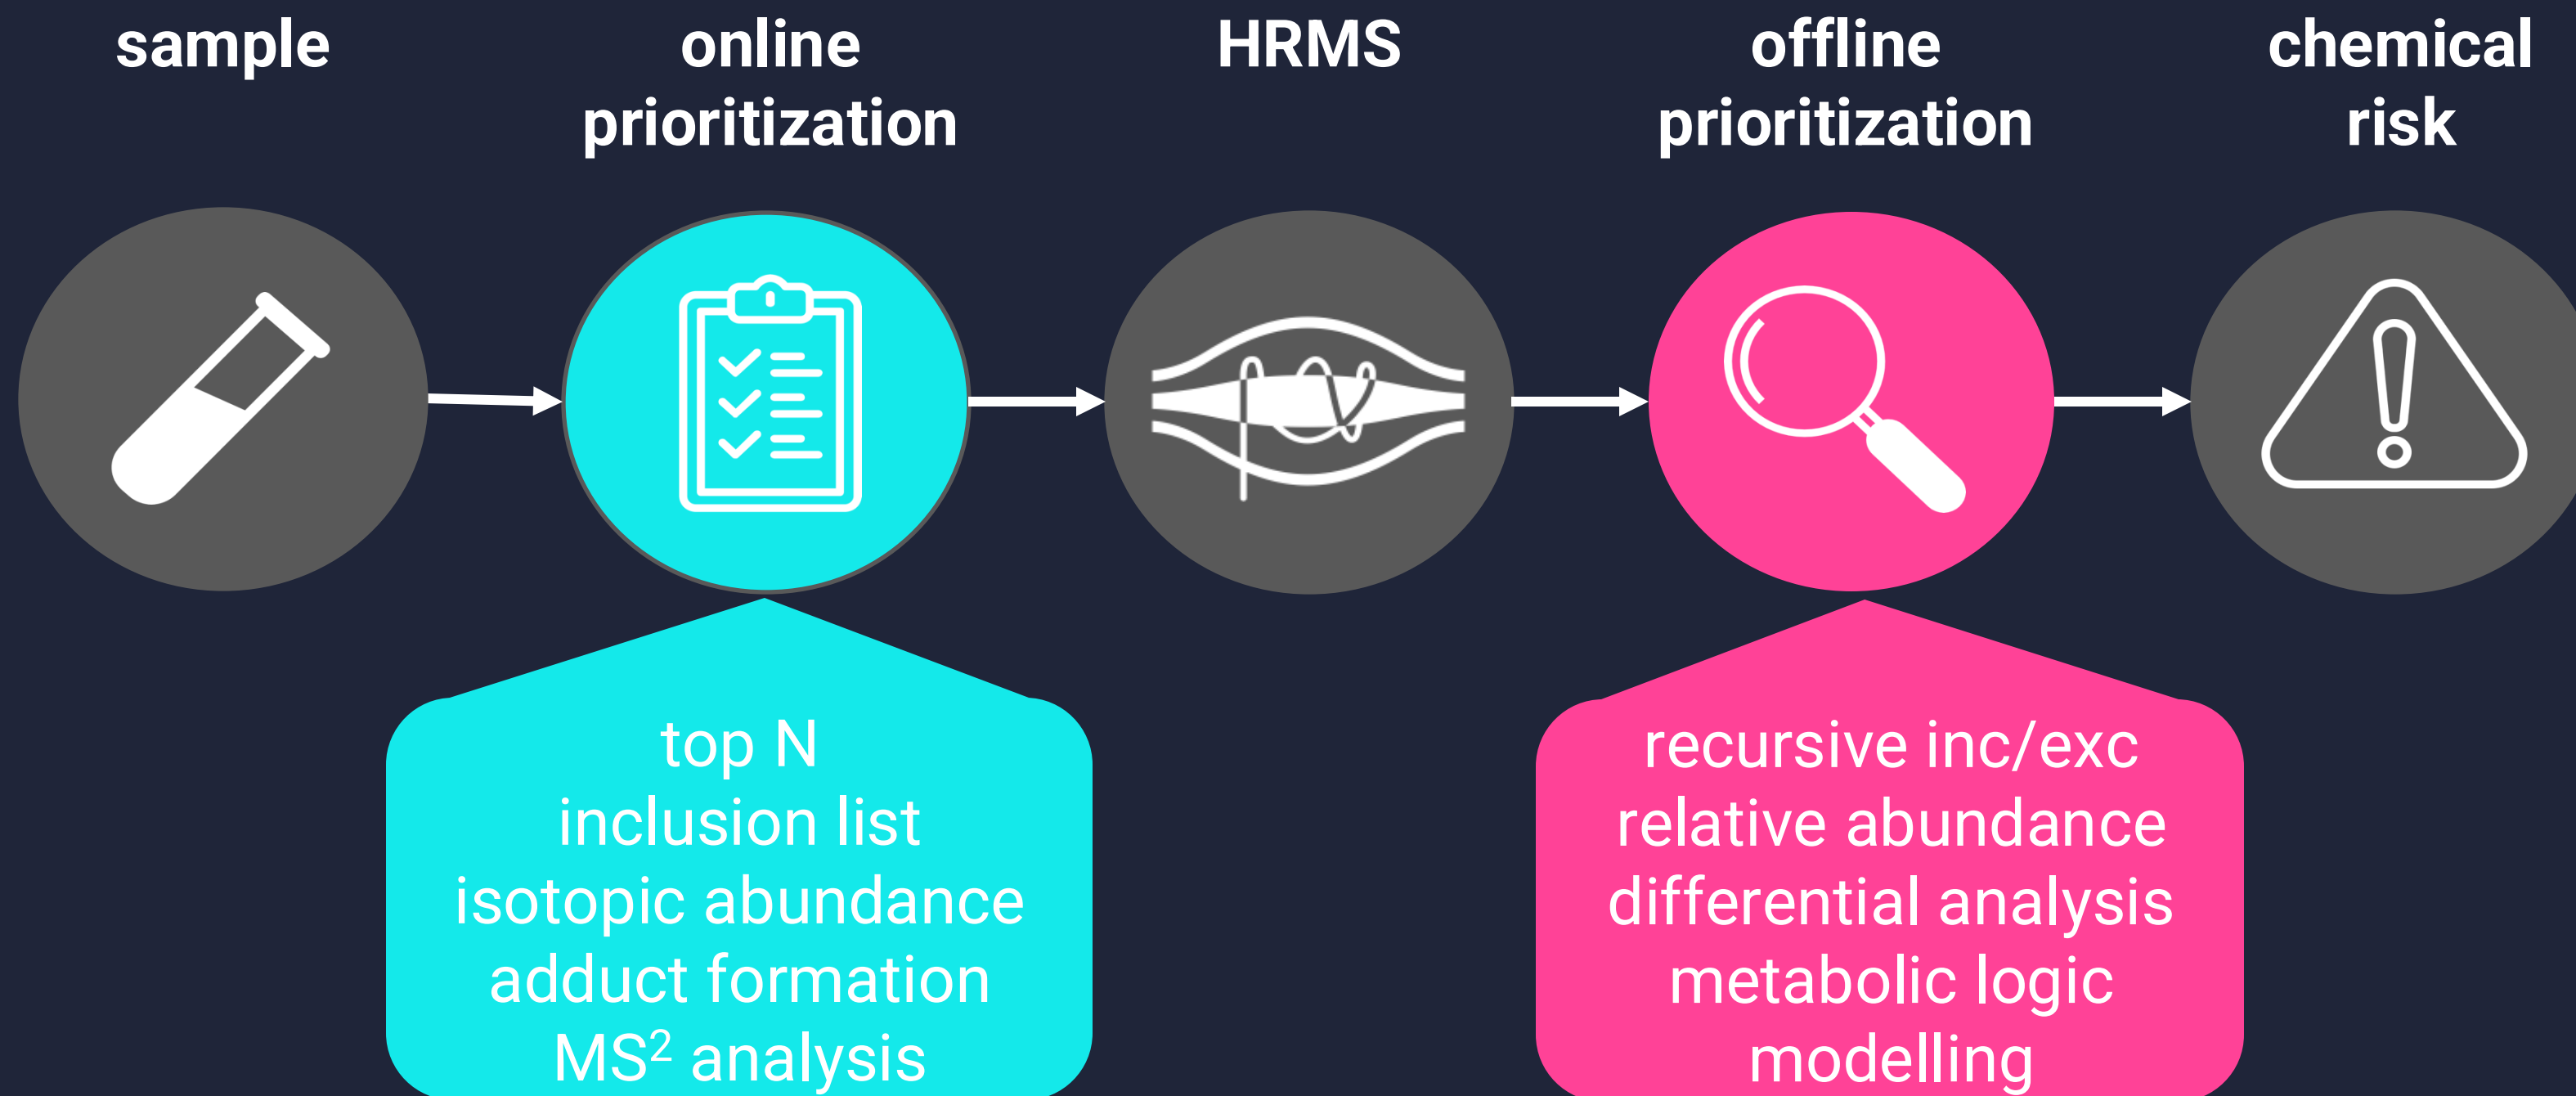 sample
online
prioritization
HRMS
offline
prioritization
chemical
risk
top N
inclusion list
isotopic abundance
adduct formation
MS² analysis
recursive inc/exc
relative abundance
differential analysis
metabolic logic
modelling